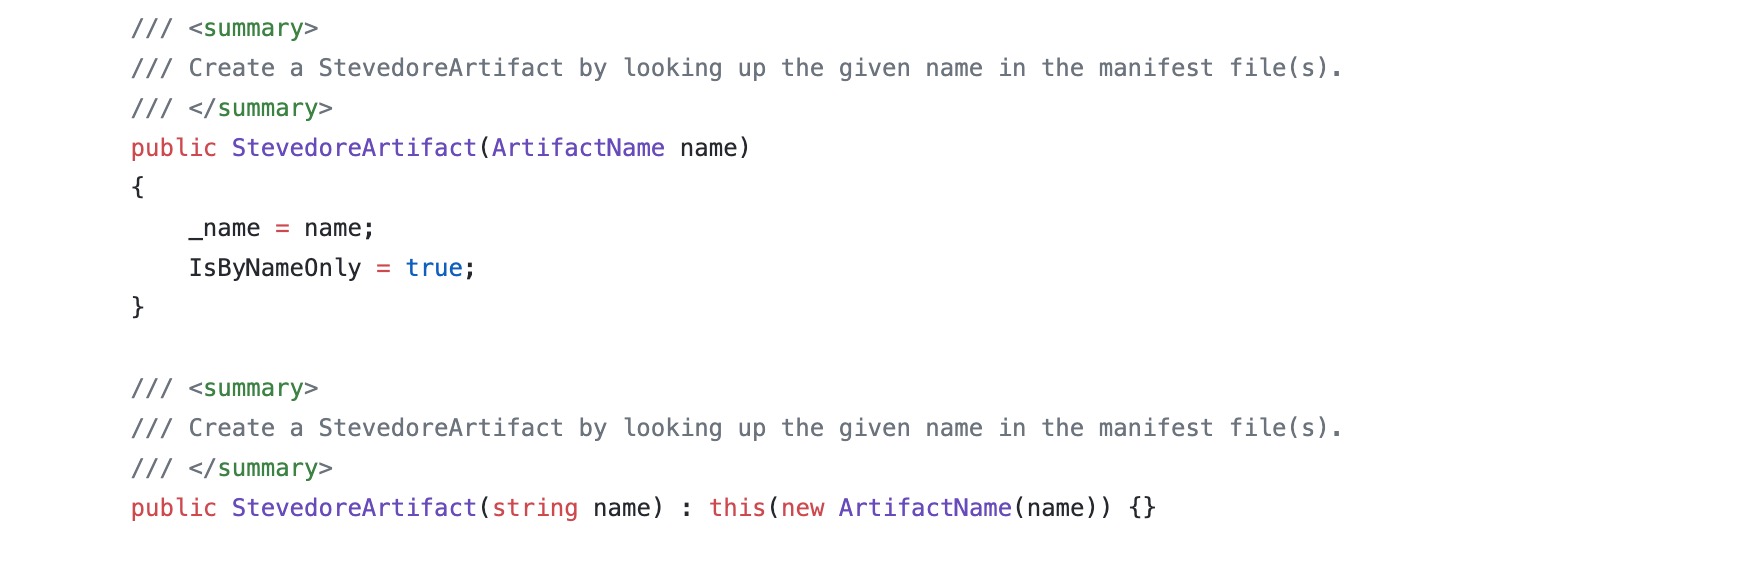 /// <summary>
/// Create a StevedoreArtifact by looking up the given name in the manifest file(s).
/// </summary>
public StevedoreArtifact(ArtifactName name)
{
    _name = name;
    IsByNameOnly = true;
}

/// <summary>
/// Create a StevedoreArtifact by looking up the given name in the manifest file(s).
/// </summary>
public StevedoreArtifact(string name) : this(new ArtifactName(name)) {}